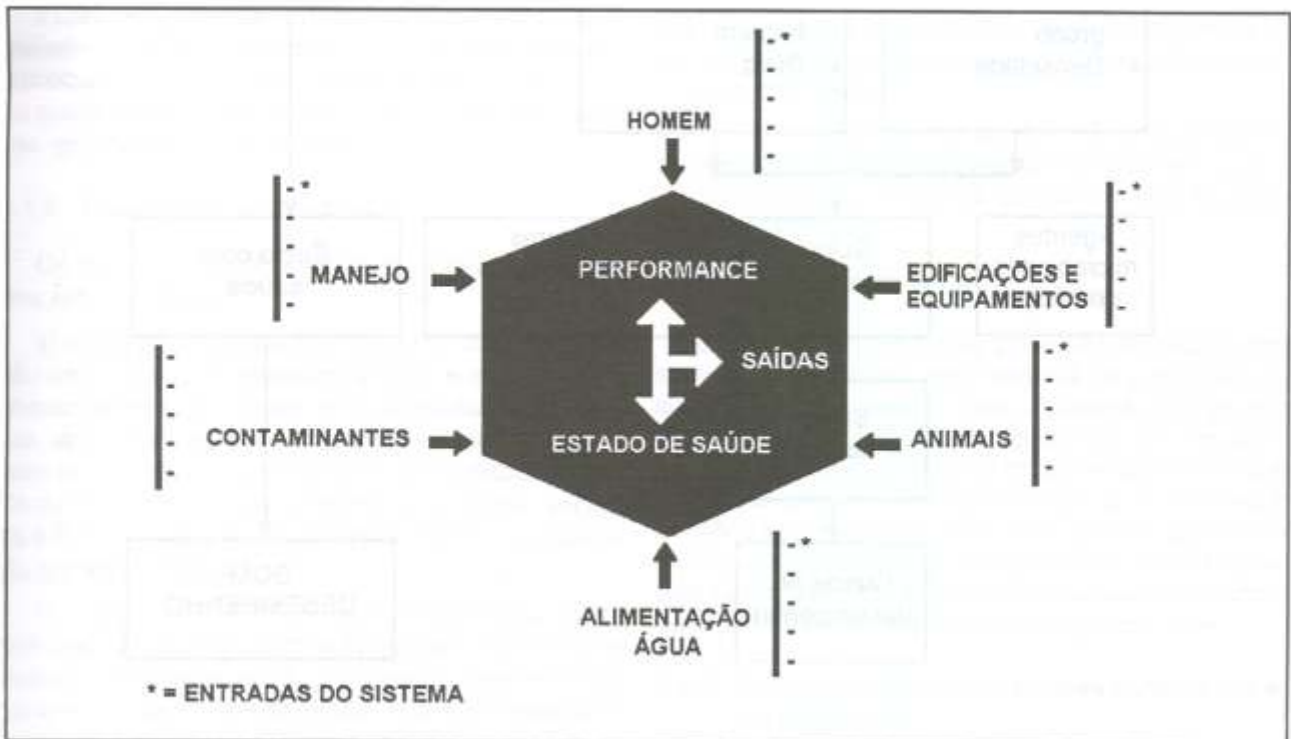 HOMEM
MANEJO
PERFORMANCE
EDIFICAÇÕES E
EQUIPAMENTOS
SAÍDAS
CONTAMINANTES
ESTADO DE SAÚDE
ANIMAIS
ALIMENTAÇÃO
ÁGUA
* = ENTRADAS DO SISTEMA